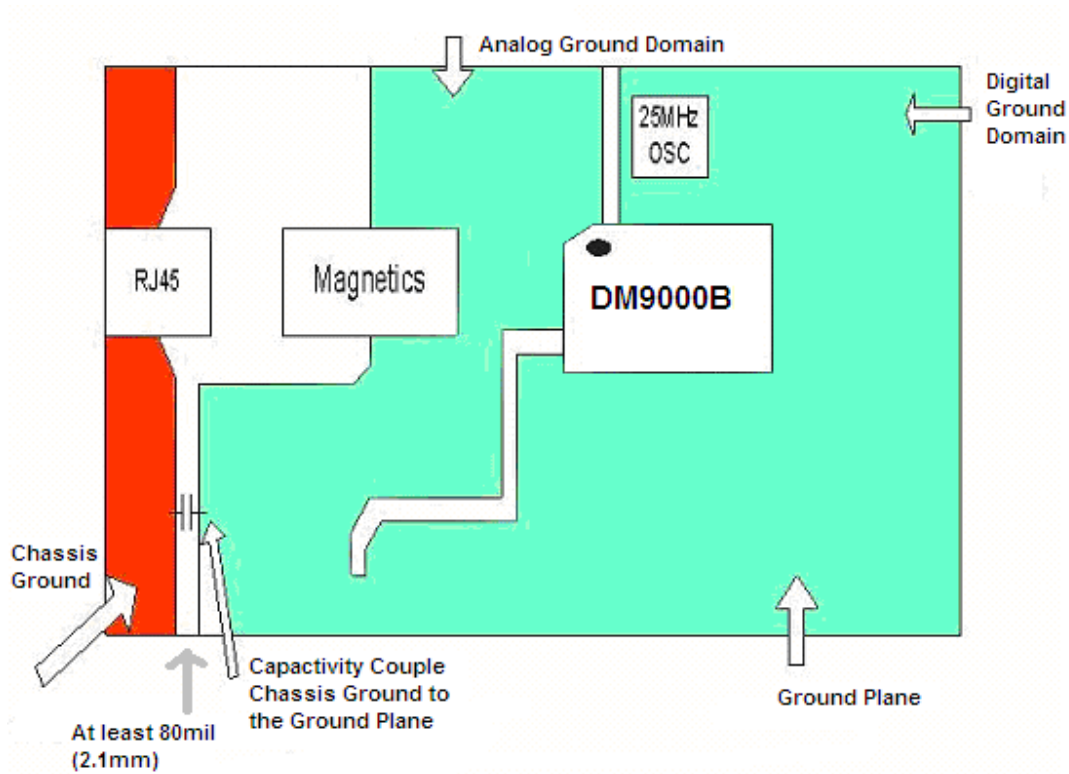 Analog Ground Domain
Digital
Ground
Domain
25MHz
OSC
RJ45
Magnetics
DM9000B
Chassis
Ground
Capactivity Couple
Chassis Ground to
the Ground Plane
Ground Plane
At least 80mil
(2.1mm)